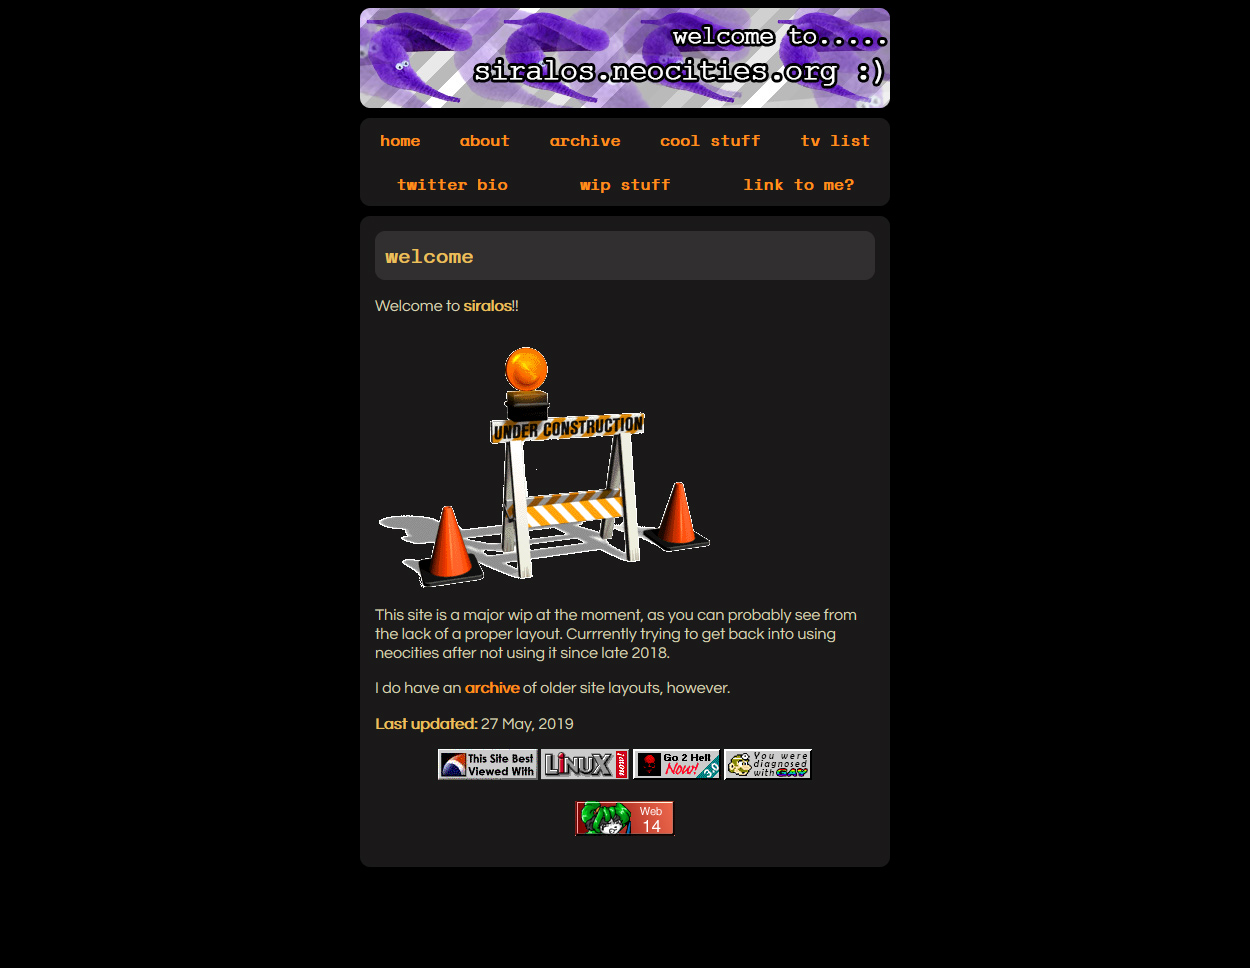 welcome to.....
siralos.neocities.org :)
home about archive cool stuff tv list
twitter bio wip stuff link to me?
welcome
Welcome to siralos!!
UNDER CONSTRUCTION
This site is a major wip at the moment, as you can probably see from
the lack of a proper layout. Currrently trying to get back into using
neocities after not using it since late 2018.
I do have an archive of older site layouts, however.
Last updated: 27 May, 2019
This Site Best
Viewed With
LinuX now!
Go 2 Hell
Now! 3.0
You were
diagnosed
with GAY
Web
14